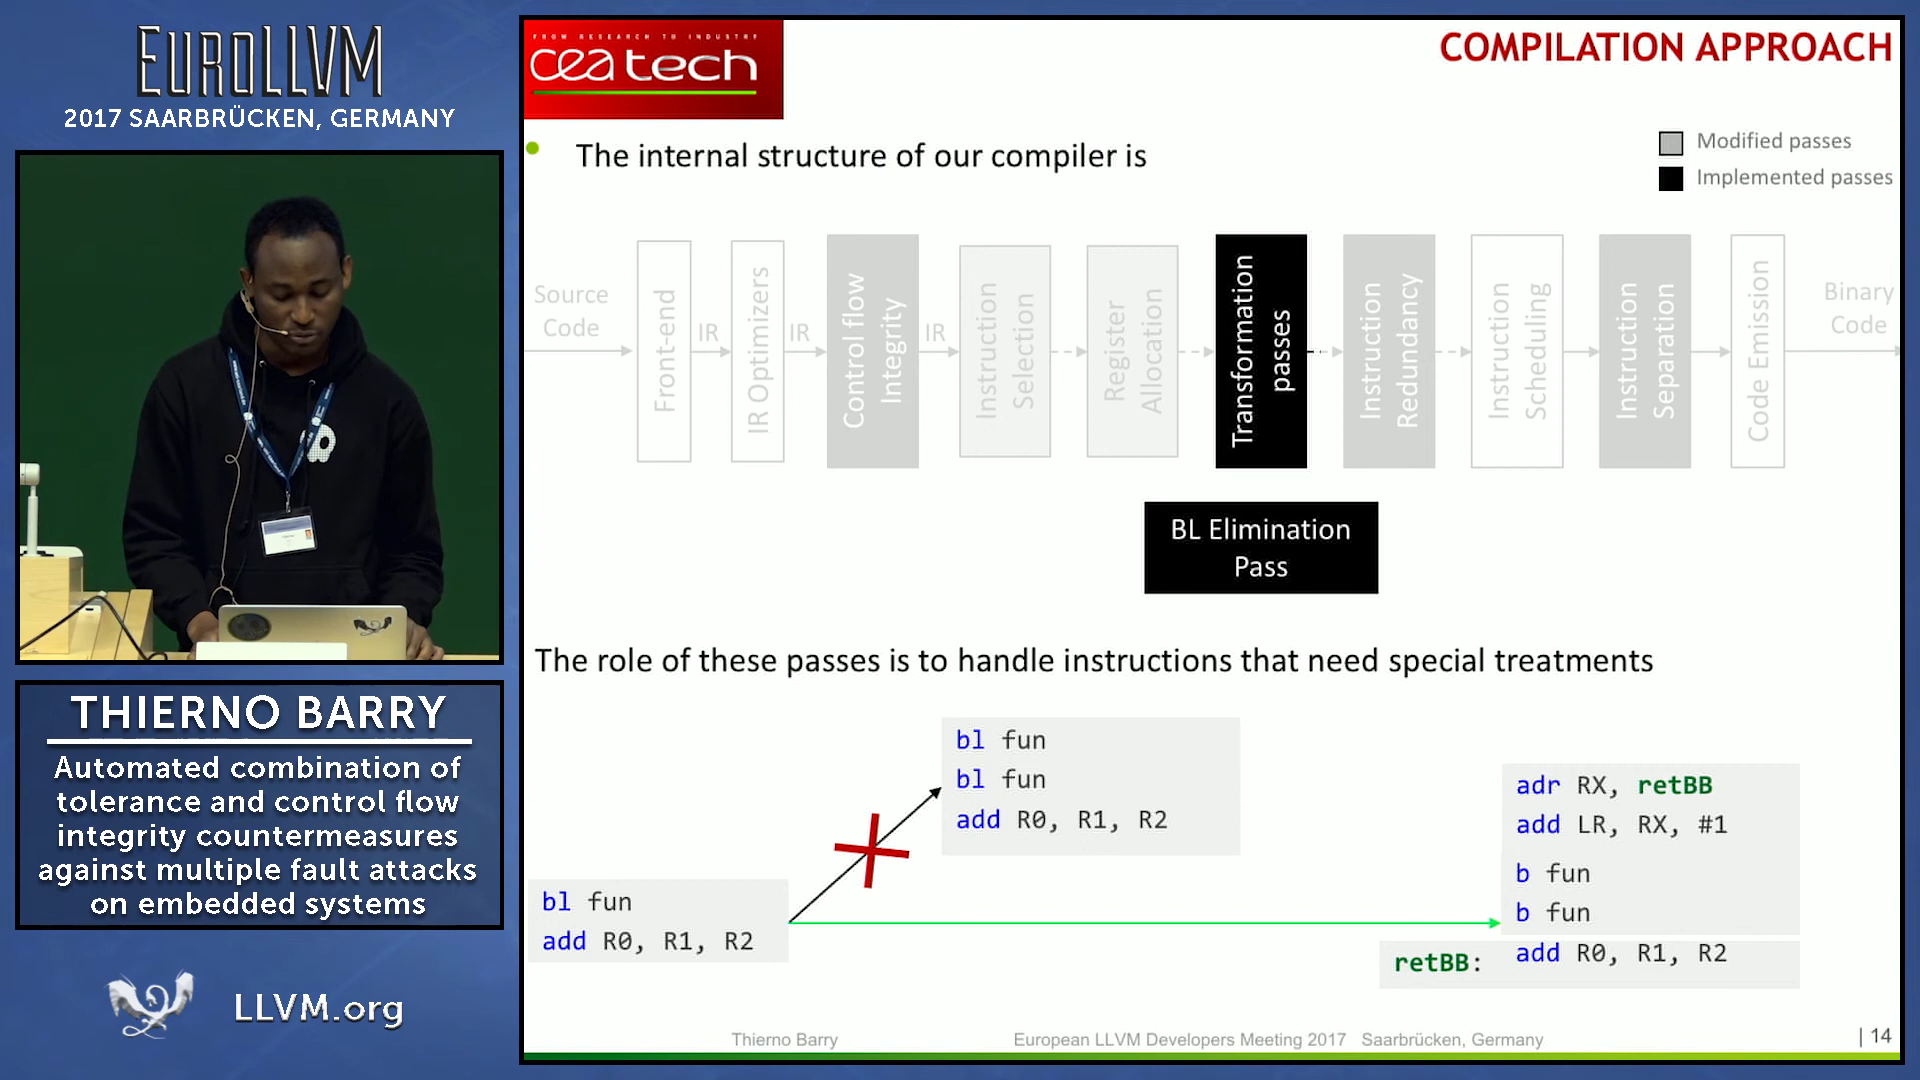 EUROLLVM
2017 SAARBRÜCKEN, GERMANY
THIERNO BARRY
Automated combination of
tolerance and control flow
integrity countermeasures
against multiple fault attacks
on embedded systems
LLVM.org
FROM RESEARCH TO INDUSTRY
cea tech
COMPILATION APPROACH
The internal structure of our compiler is
Modified passes
Implemented passes
Source
Code
Front-end
IR
IR Optimizers
IR
Control flow
Integrity
IR
Instruction
Selection
Register
Allocation
Transformation
passes
Instruction
Redundancy
Instruction
Scheduling
Instruction
Separation
Code Emission
Binary
Code
BL Elimination
Pass
The role of these passes is to handle instructions that need special treatments
bl fun
bl fun
add R0, R1, R2
bl fun
add R0, R1, R2
adr RX, retBB
add LR, RX, #1
b fun
b fun
retBB: add R0, R1, R2
Thierno Barry
European LLVM Developers Meeting 2017 Saarbrücken, Germany
| 14